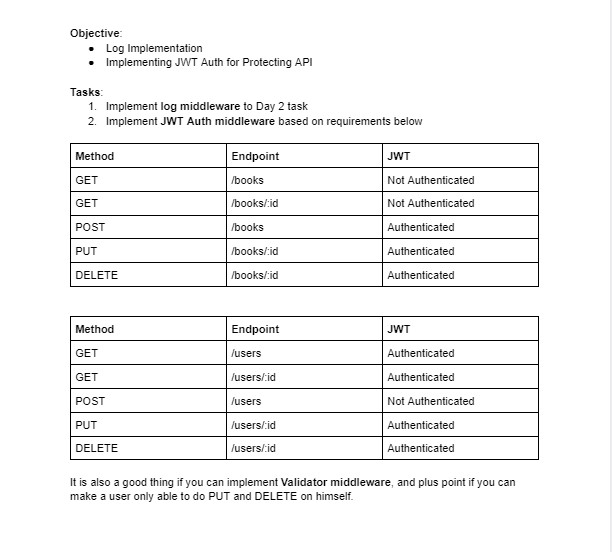 Objective:
• Log Implementation
• Implementing JWT Auth for Protecting API
Tasks:
1. Implement log middleware to Day 2 task
2. Implement JWT Auth middleware based on requirements below
Method Endpoint JWT
GET /books Not Authenticated
GET /books/:id Not Authenticated
POST /books Authenticated
PUT /books/:id Authenticated
DELETE /books/:id Authenticated
Method Endpoint JWT
GET /users Authenticated
GET /users/:id Authenticated
POST /users Not Authenticated
PUT /users/:id Authenticated
DELETE /users/:id Authenticated
It is also a good thing if you can implement Validator middleware, and plus point if you can
make a user only able to do PUT and DELETE on himself.